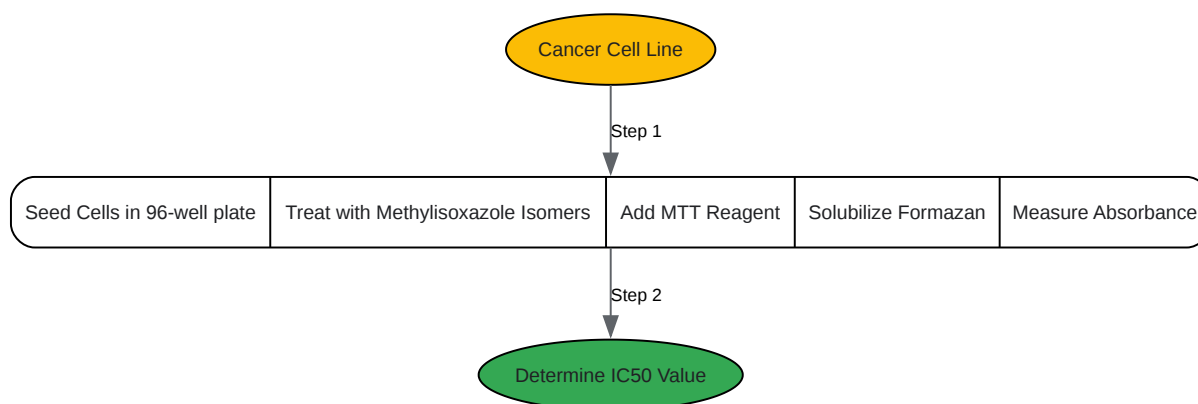 Cancer Cell Line
Step 1
Seed Cells in 96-well plate
Treat with Methylisoxazole Isomers
Add MTT Reagent
Solubilize Formazan
Measure Absorbance
Step 2
Determine IC50 Value